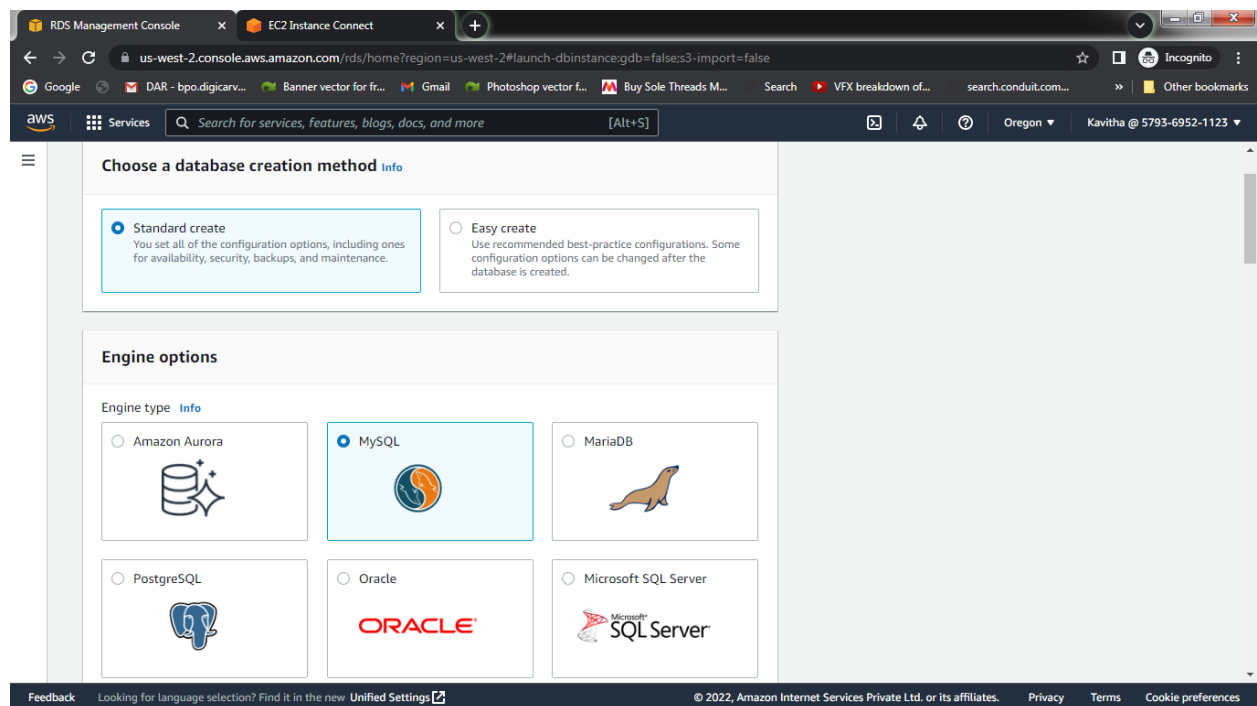 RDS Management Console
EC2 Instance Connect
us-west-2.console.aws.amazon.com/rds/home?region=us-west-2#launch-dbinstance:gdb=false;s3-import=false
Incognito
Google
DAR - bpo.digicarv...
Banner vector for fr...
Gmail
Photoshop vector f...
Buy Sole Threads M...
Search
VFX breakdown of...
search.conduit.com...
»
Other bookmarks
aws
Services
Search for services, features, blogs, docs, and more
[Alt+S]
Oregon
Kavitha @ 5793-6952-1123
Choose a database creation method Info
Standard create
You set all of the configuration options, including ones
for availability, security, backups, and maintenance.
Easy create
Use recommended best-practice configurations. Some
configuration options can be changed after the
database is created.
Engine options
Engine type Info
Amazon Aurora
MySQL
MariaDB
PostgreSQL
Oracle
ORACLE
Microsoft SQL Server
Microsoft
SQL Server
Feedback
Looking for language selection? Find it in the new Unified Settings
© 2022, Amazon Internet Services Private Ltd. or its affiliates.
Privacy
Terms
Cookie preferences